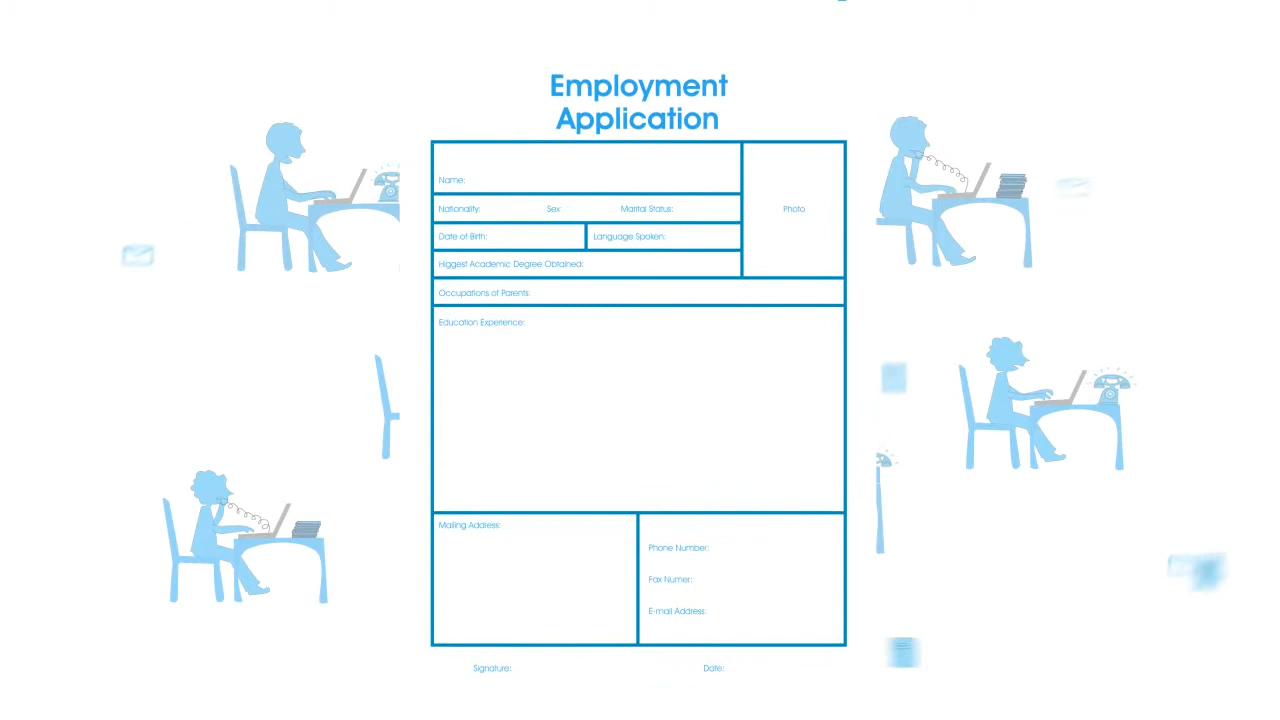 Employment
Application
Name:
Photo
Nationality: Sex: Marital Status:
Date of Birth: Language Spoken:
Higgest Academic Degree Obtained:
Occupations of Parents:
Education Experience:
Mailing Address:
Phone Number:
Fax Numer:
E-mail Address:
Signature: Date: